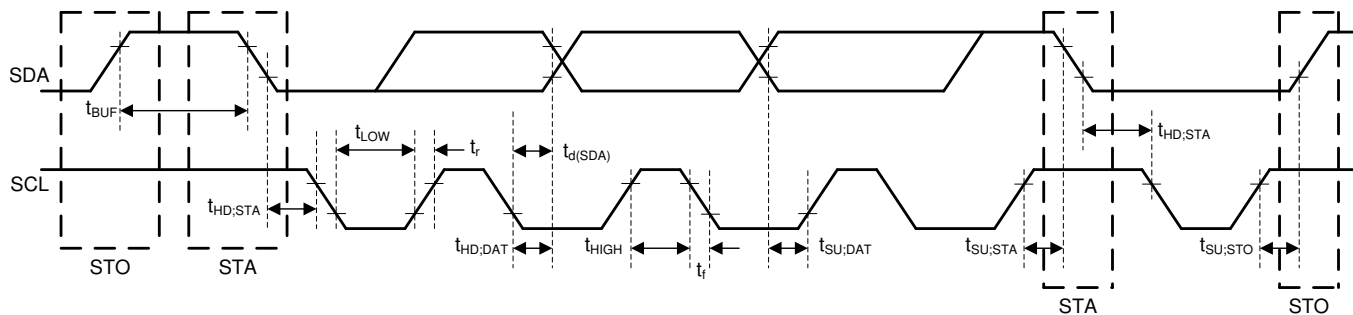 SDA
t_BUF
t_LOW
t_r
t_d(SDA)
t_HD;STA
SCL
t_HD;STA
t_HD;DAT
t_HIGH
t_f
t_SU;DAT
t_SU;STA
t_SU;STO
STO
STA
STA
STO